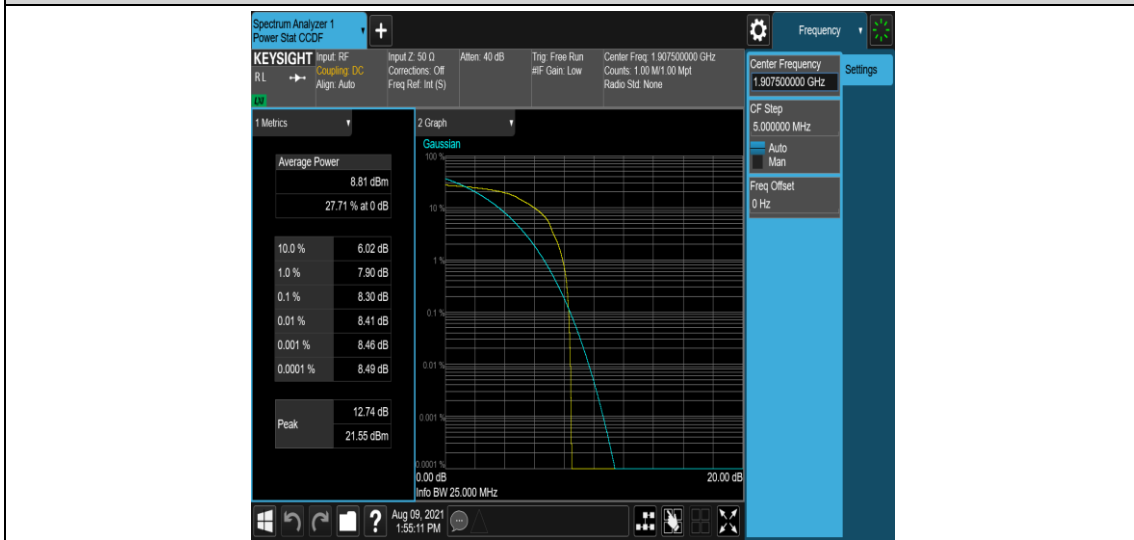 Spectrum Analyzer 1
Power Stat CCDF
+
Frequency
KEYSIGHT
RL
LXI
Input: RF
Coupling: DC
Align: Auto
Input Z: 50 Ω
Corrections: Off
Freq Ref: Int (S)
Atten: 40 dB
Trig: Free Run
#IF Gain: Low
Center Freq: 1.907500000 GHz
Counts: 1.00 M/1.00 Mpt
Radio Std: None
Center Frequency
1.907500000 GHz
Settings
CF Step
5.000000 MHz
Auto
Man
Freq Offset
0 Hz
1 Metrics
Average Power
8.81 dBm
27.71 % at 0 dB
10.0 % 6.02 dB
1.0 % 7.90 dB
0.1 % 8.30 dB
0.01 % 8.41 dB
0.001 % 8.46 dB
0.0001 % 8.49 dB
Peak
12.74 dB
21.55 dBm
2 Graph
Gaussian
100 %
10 %
1 %
0.1 %
0.01 %
0.001 %
0.0001 %
0.00 dB 20.00 dB
Info BW 25.000 MHz
?
Aug 09, 2021
1:55:11 PM